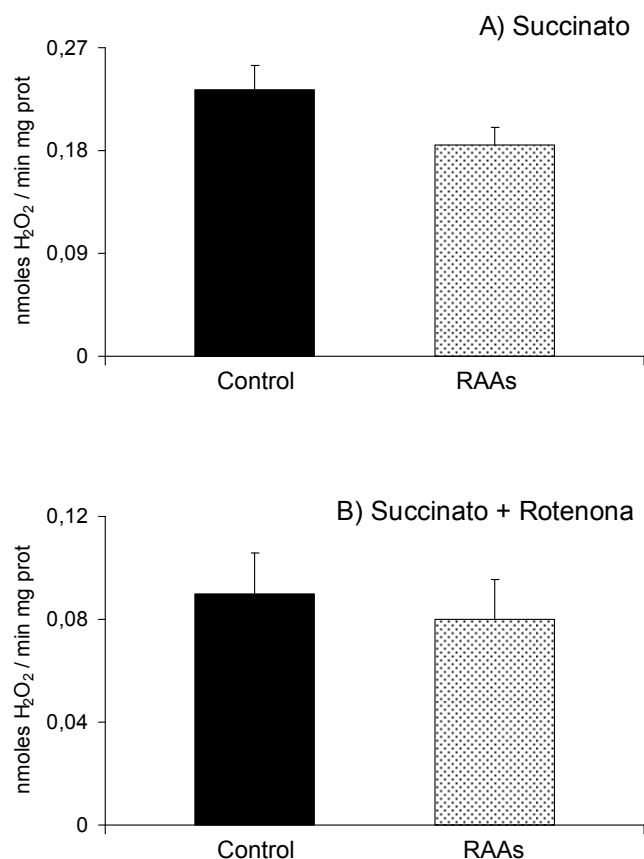 A) Succinato
nmoles H₂O₂ / min mg prot
0,27
0,18
0,09
0
Control RAAs
B) Succinato + Rotenona
nmoles H₂O₂ / min mg prot
0,12
0,08
0,04
0
Control RAAs